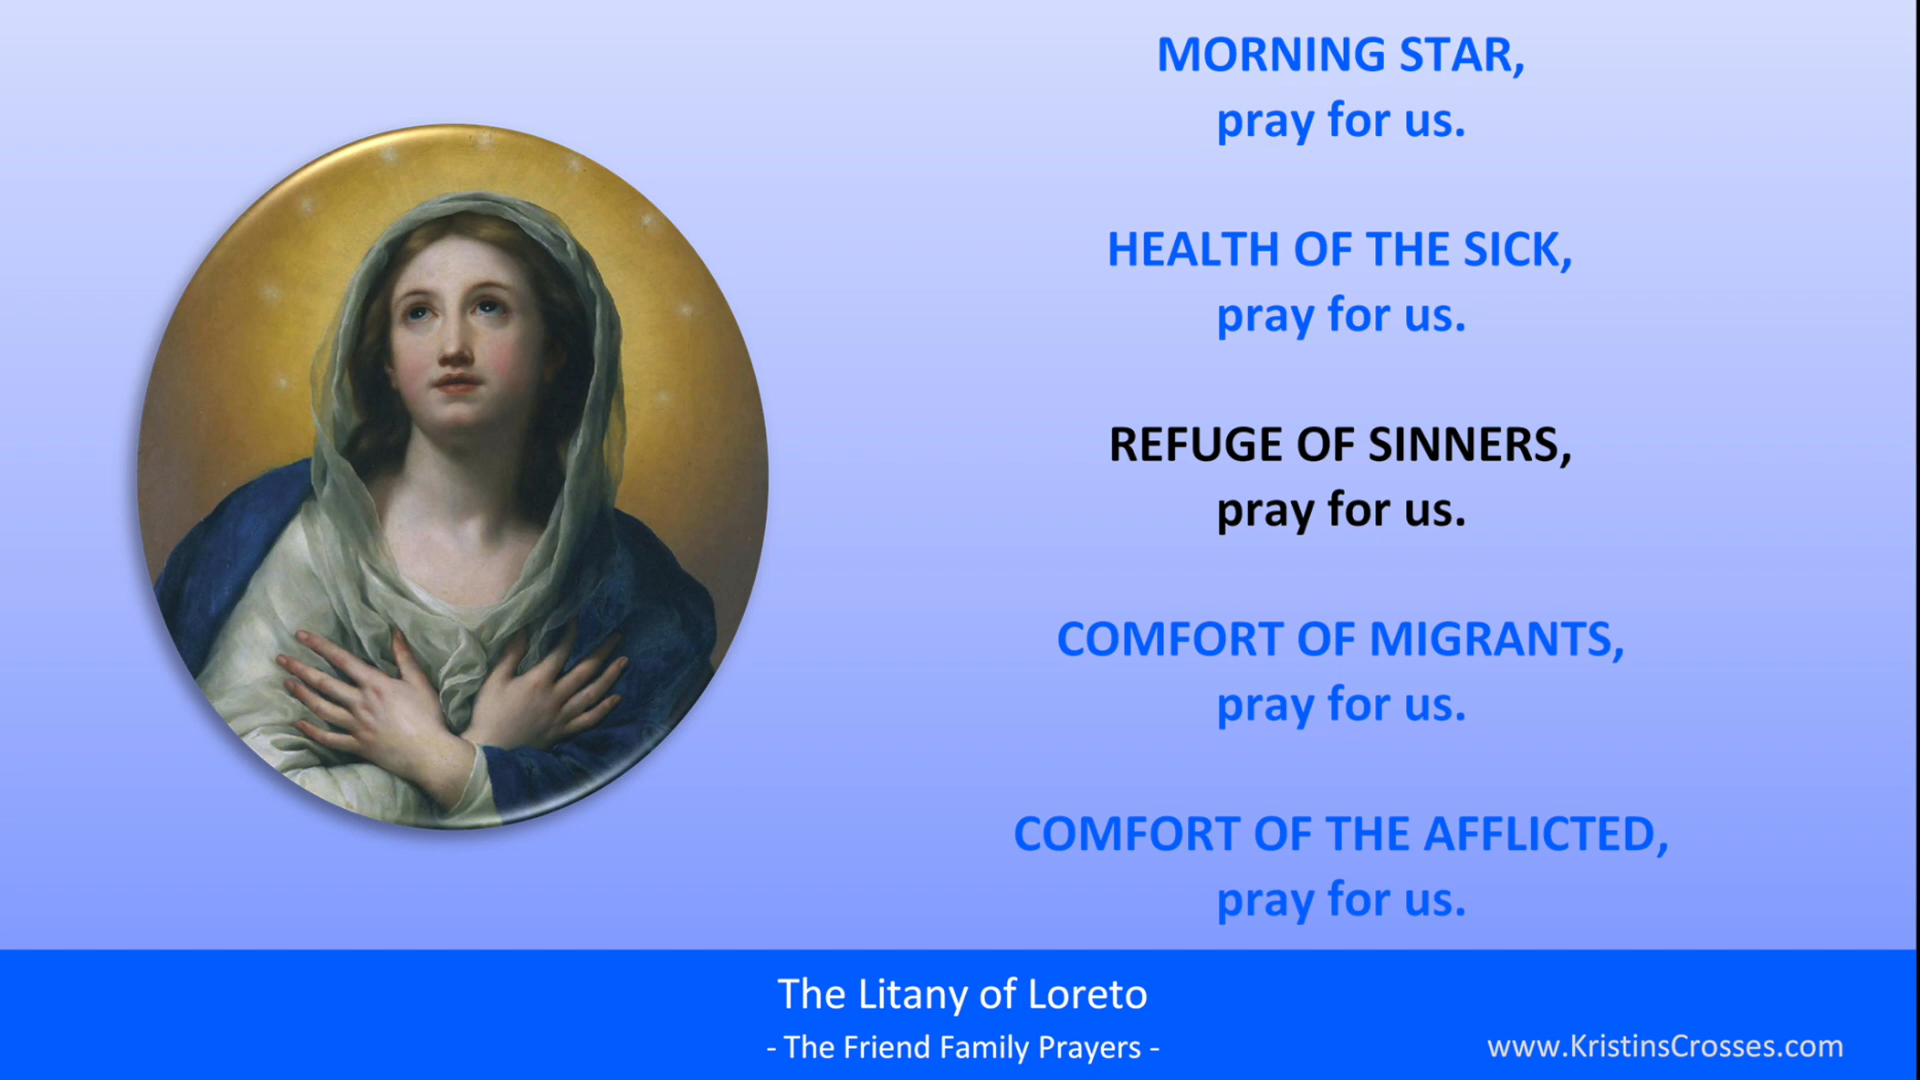 MORNING STAR,
pray for us.
HEALTH OF THE SICK,
pray for us.
REFUGE OF SINNERS,
pray for us.
COMFORT OF MIGRANTS,
pray for us.
COMFORT OF THE AFFLICTED,
pray for us.
The Litany of Loreto
- The Friend Family Prayers -
www.KristinsCrosses.com